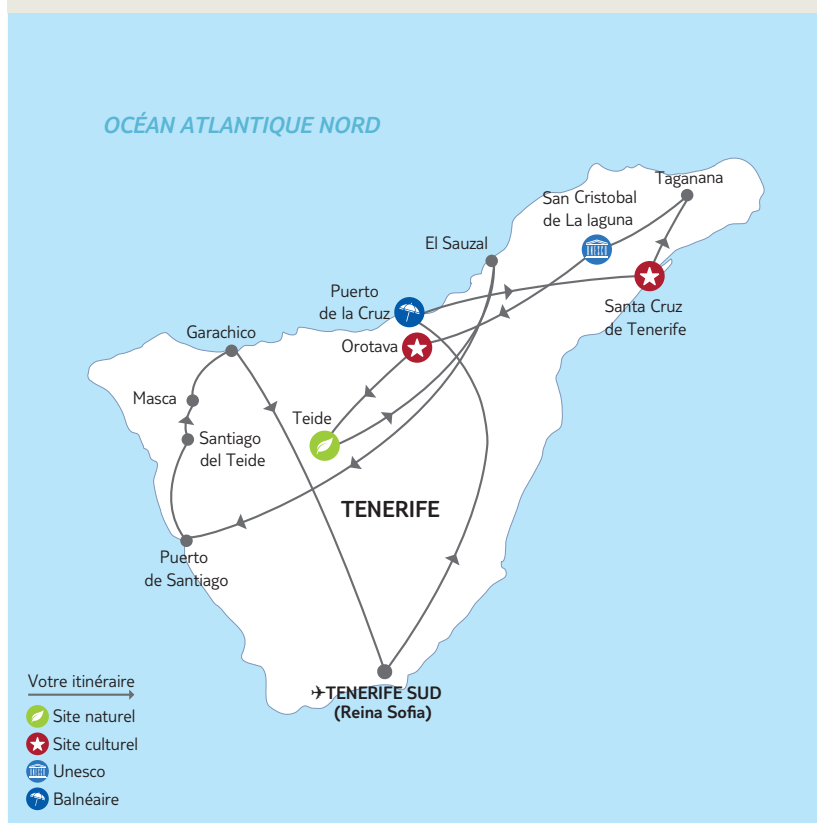 OCÉAN ATLANTIQUE NORD
Taganana
San Cristobal
de La laguna
El Sauzal
Puerto
de la Cruz
Santa Cruz
de Tenerife
Garachico
Orotava
Masca
Teide
Santiago
del Teide
TENERIFE
Puerto
de Santiago
TENERIFE SUD
(Reina Sofia)
Votre itinéraire
Site naturel
Site culturel
Unesco
Balnéaire